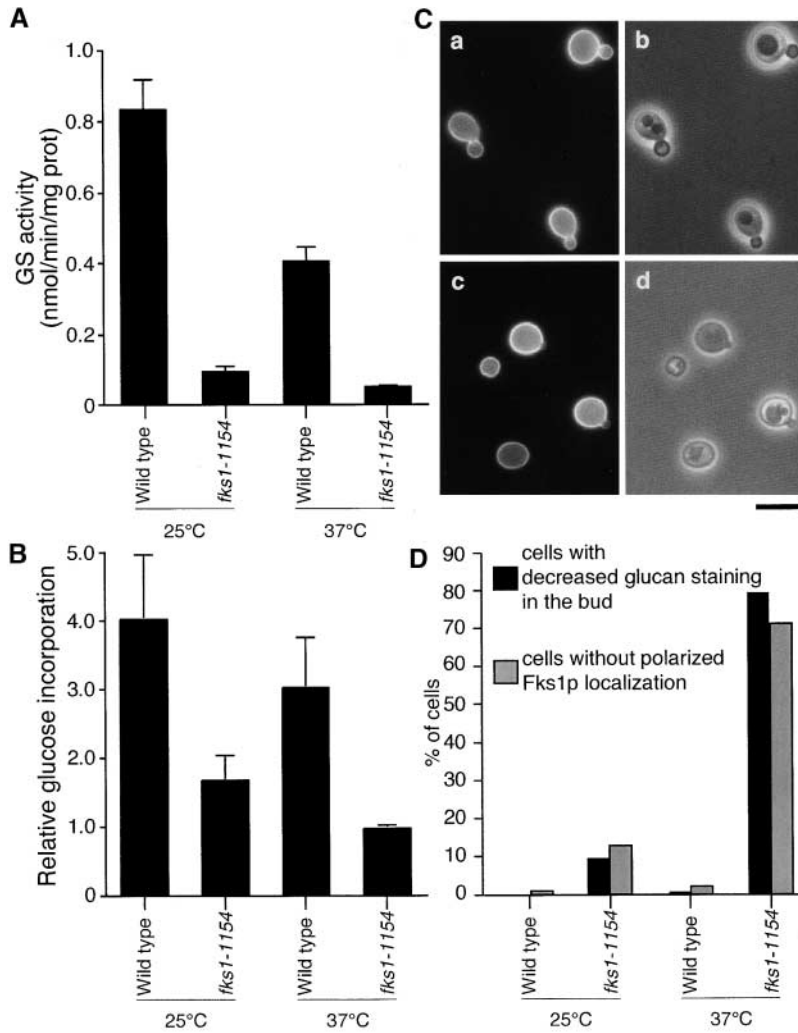 A
GS activity
(nmol/min/mg prot)
1.0
0.8
0.6
0.4
0.2
0
Wild type
fks1-1154
Wild type
fks1-1154
25°C
37°C
B
Relative glucose incorporation
5.0
4.0
3.0
2.0
1.0
0
Wild type
fks1-1154
Wild type
fks1-1154
25°C
37°C
C
a
b
c
d
D
% of cells
90
80
70
60
50
40
30
20
10
0
cells with
decreased glucan staining
in the bud
cells without polarized
Fks1p localization
Wild type
fks1-1154
Wild type
fks1-1154
25°C
37°C